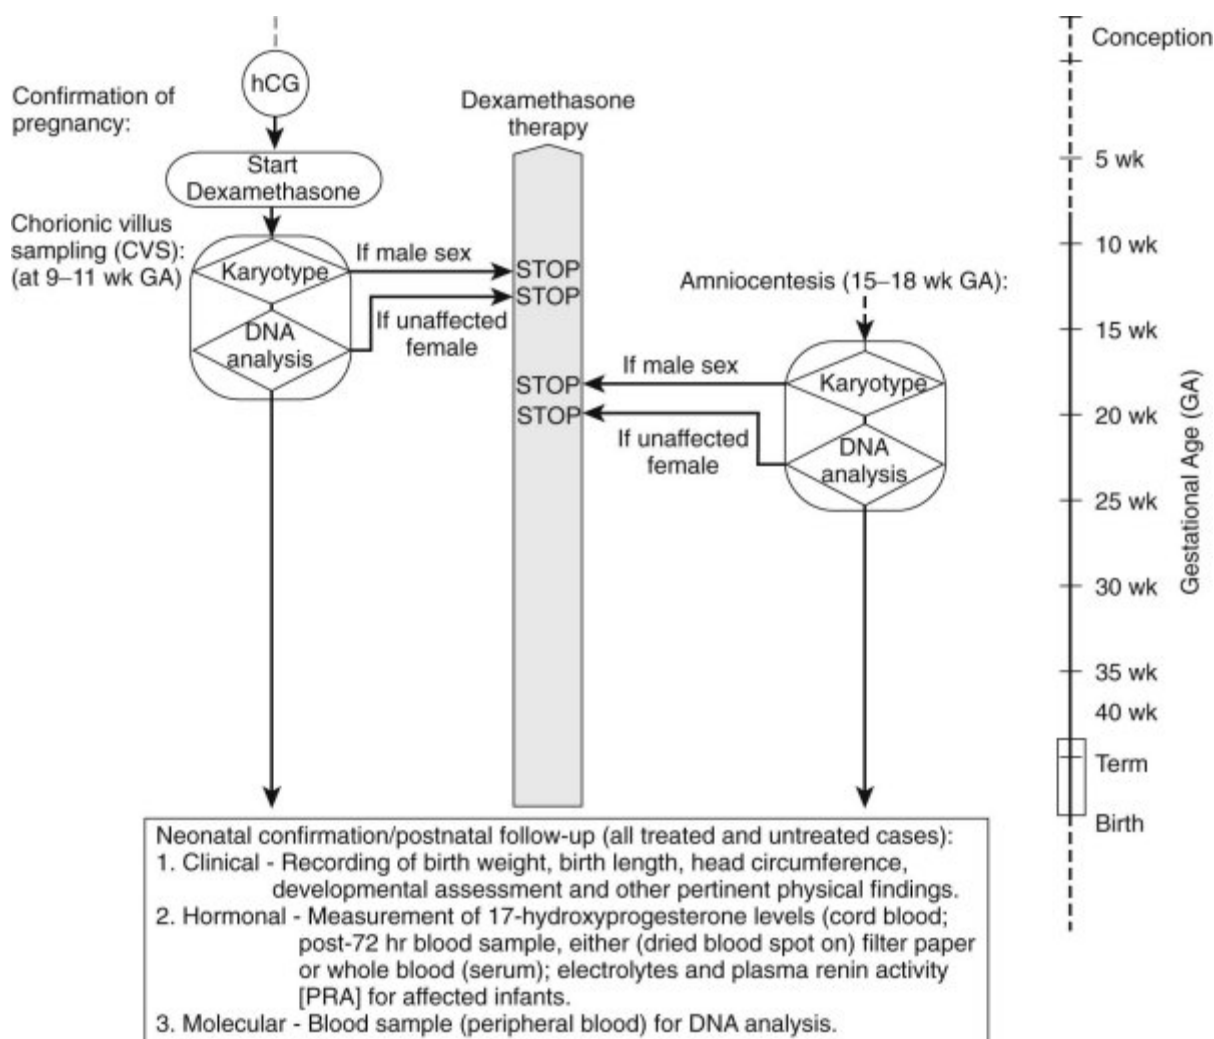 hCG
Confirmation of
pregnancy:
Start
Dexamethasone
Chorionic villus
sampling (CVS):
(at 9–11 wk GA)
Karyotype
DNA
analysis
If male sex
If unaffected
female
Dexamethasone
therapy
STOP
STOP
STOP
STOP
Amniocentesis (15–18 wk GA):
If male sex
Karyotype
If unaffected
female
DNA
analysis
Conception
5 wk
10 wk
15 wk
20 wk
25 wk
30 wk
35 wk
40 wk
Term
Birth
Gestational Age (GA)
Neonatal confirmation/postnatal follow-up (all treated and untreated cases):
1. Clinical - Recording of birth weight, birth length, head circumference,
developmental assessment and other pertinent physical findings.
2. Hormonal - Measurement of 17-hydroxyprogesterone levels (cord blood;
post-72 hr blood sample, either (dried blood spot on) filter paper
or whole blood (serum); electrolytes and plasma renin activity
[PRA] for affected infants.
3. Molecular - Blood sample (peripheral blood) for DNA analysis.